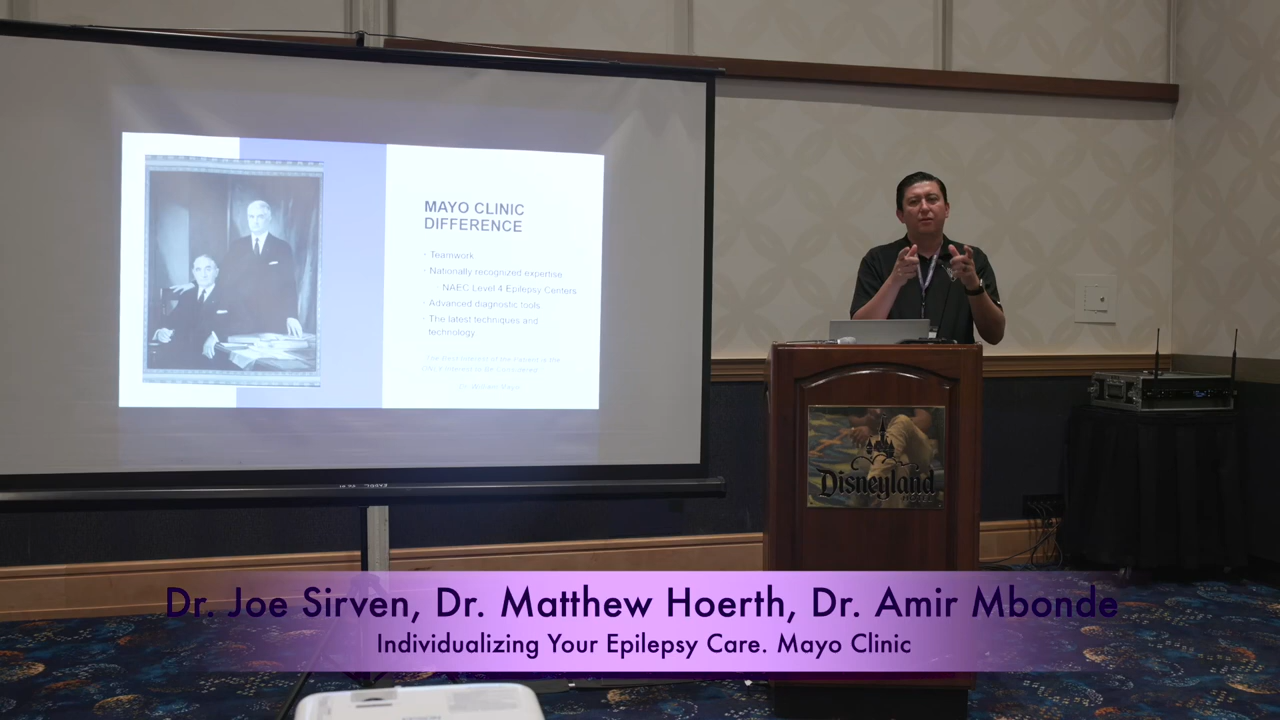 MAYO CLINIC
DIFFERENCE
· Teamwork
· Nationally recognized expertise
NAEC Level 4 Epilepsy Centers
· Advanced diagnostic tools
· The latest techniques and
technology
Disneyland
Dr. Joe Sirven, Dr. Matthew Hoerth, Dr. Amir Mbonde
Individualizing Your Epilepsy Care. Mayo Clinic